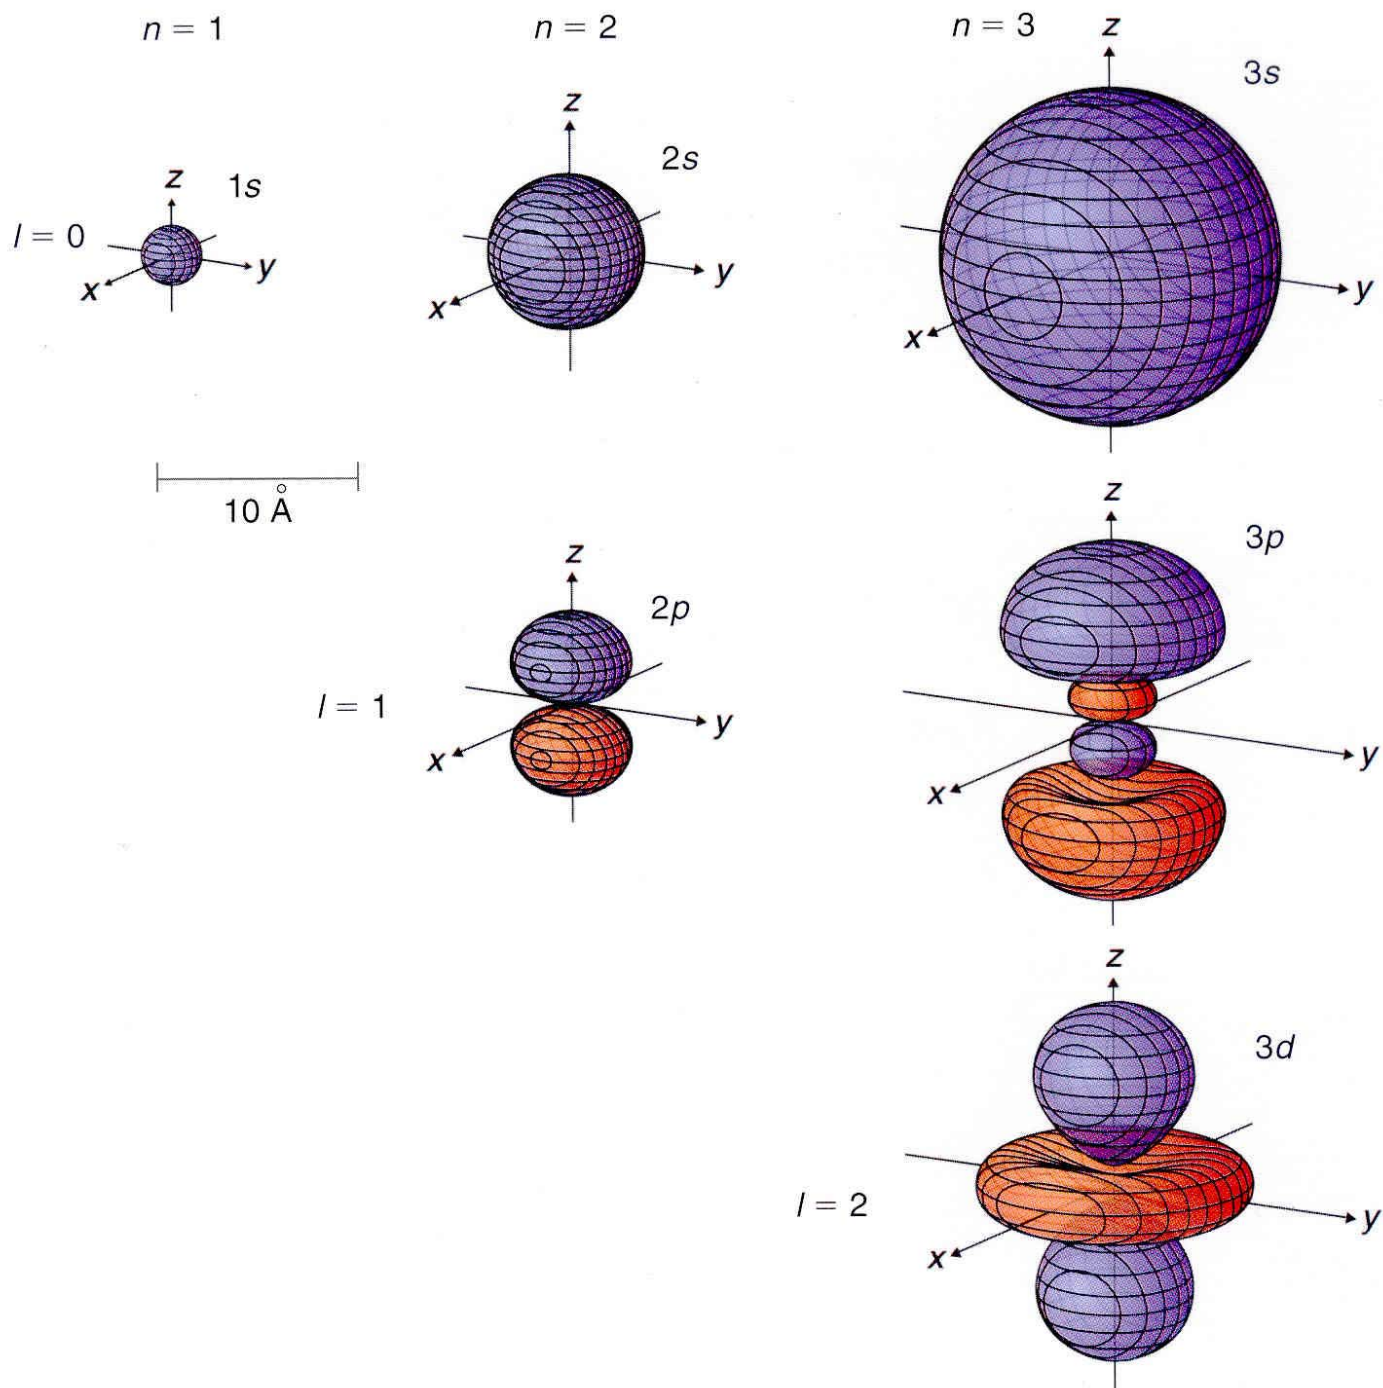 n = 1
n = 2
n = 3
z
3s
z
2s
z
1s
l = 0
y
x
y
x
y
x
10 Å
z
3p
z
2p
l = 1
y
x
y
x
z
3d
l = 2
y
x